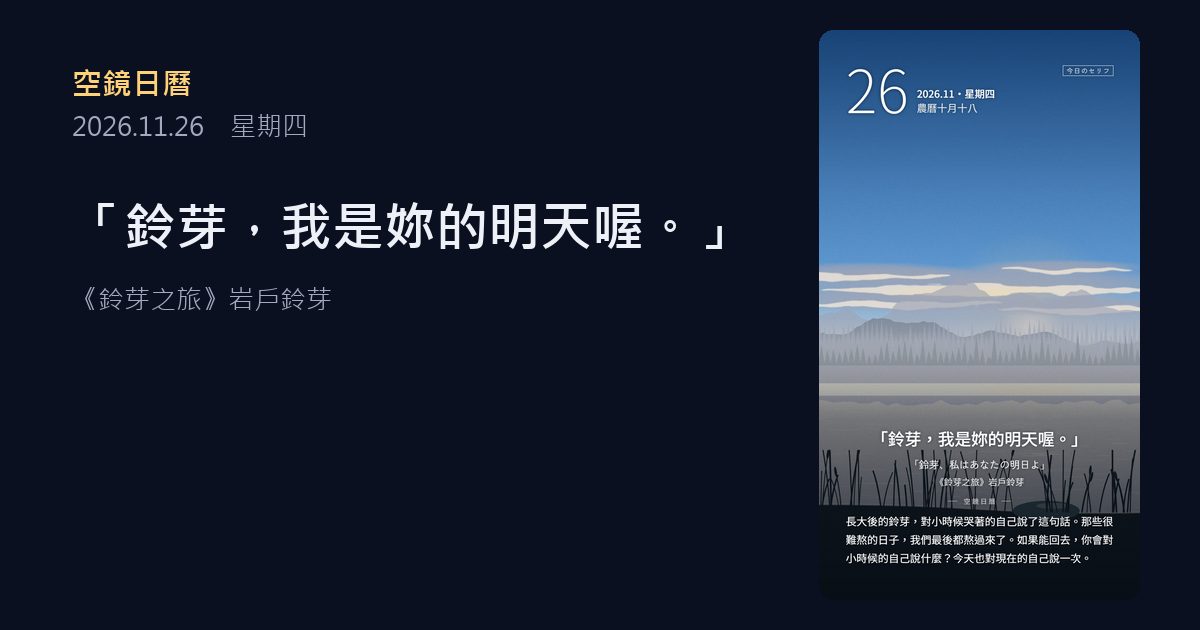 空鏡日曆
2026.11.26 星期四
「鈴芽，我是妳的明天喔。」
《鈴芽之旅》岩戶鈴芽
26
2026.11・星期四
農曆十月十八
今日のセリフ
「鈴芽，我是妳的明天喔。」
「鈴芽、私はあなたの明日よ」
《鈴芽之旅》岩戶鈴芽
— 空鏡日曆 —
長大後的鈴芽，對小時候哭著的自己說了這句話。那些很
難熬的日子，我們最後都熬過來了。如果能回去，你會對
小時候的自己說什麼？今天也對現在的自己說一次。